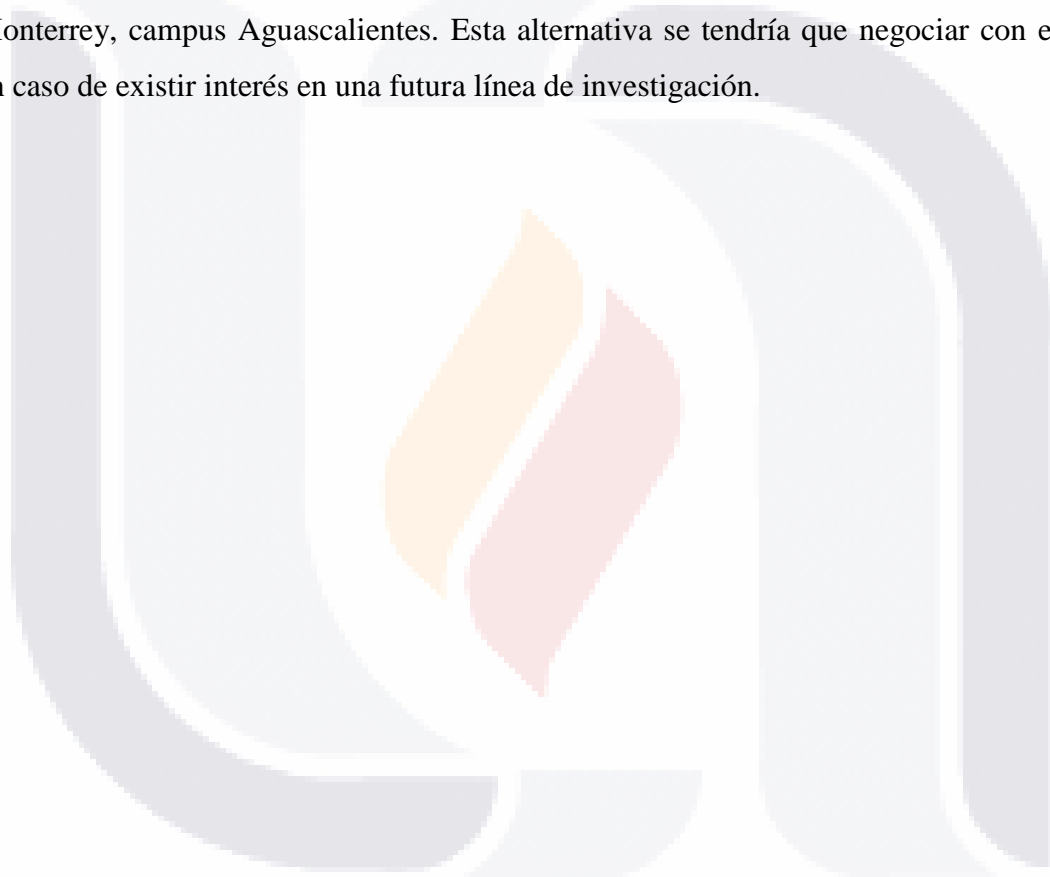 onterrey, campus Aguascalientes. Esta alternativa se tendría que negociar con e
caso de existir interés en una futura línea de investigación.